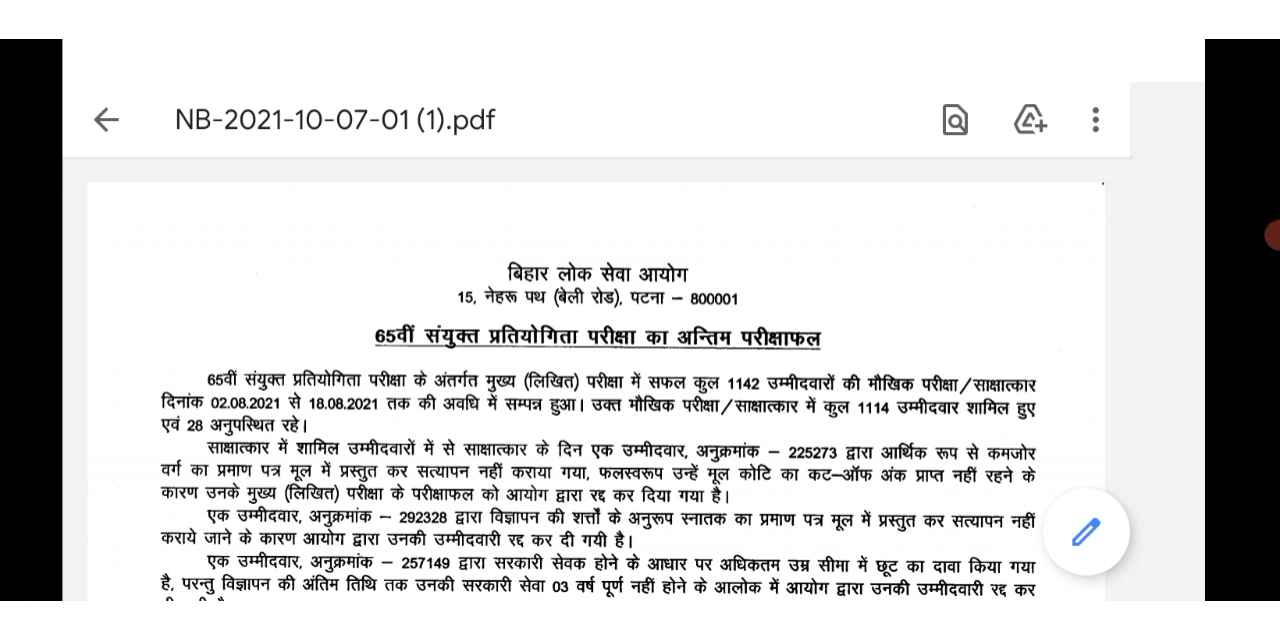 NB-2021-10-07-01 (1).pdf
बिहार लोक सेवा आयोग
15, नेहरू पथ (बेली रोड), पटना – 800001
65वीं संयुक्त प्रतियोगिता परीक्षा का अन्तिम परीक्षाफल
65वीं संयुक्त प्रतियोगिता परीक्षा के अंतर्गत मुख्य (लिखित) परीक्षा में सफल कुल 1142 उम्मीदवारों की मौखिक परीक्षा/साक्षात्कार
दिनांक 02.08.2021 से 18.08.2021 तक की अवधि में सम्पन्न हुआ। उक्त मौखिक परीक्षा/साक्षात्कार में कुल 1114 उम्मीदवार शामिल हुए
एवं 28 अनुपस्थित रहे।
साक्षात्कार में शामिल उम्मीदवारों में से साक्षात्कार के दिन एक उम्मीदवार, अनुक्रमांक – 225273 द्वारा आर्थिक रूप से कमजोर
वर्ग का प्रमाण पत्र मूल में प्रस्तुत कर सत्यापन नहीं कराया गया, फलस्वरूप उन्हें मूल कोटि का कट–ऑफ अंक प्राप्त नहीं रहने के
कारण उनके मुख्य (लिखित) परीक्षा के परीक्षाफल को आयोग द्वारा रद्द कर दिया गया है।
एक उम्मीदवार, अनुक्रमांक – 292328 द्वारा विज्ञापन की शर्त्तों के अनुरूप स्नातक का प्रमाण पत्र मूल में प्रस्तुत कर सत्यापन नहीं
कराये जाने के कारण आयोग द्वारा उनकी उम्मीदवारी रद्द कर दी गयी है।
एक उम्मीदवार, अनुक्रमांक – 257149 द्वारा सरकारी सेवक होने के आधार पर अधिकतम उम्र सीमा में छूट का दावा किया गया
है, परन्तु विज्ञापन की अंतिम तिथि तक उनकी सरकारी सेवा 03 वर्ष पूर्ण नहीं होने के आलोक में आयोग द्वारा उनकी उम्मीदवारी रद्द कर